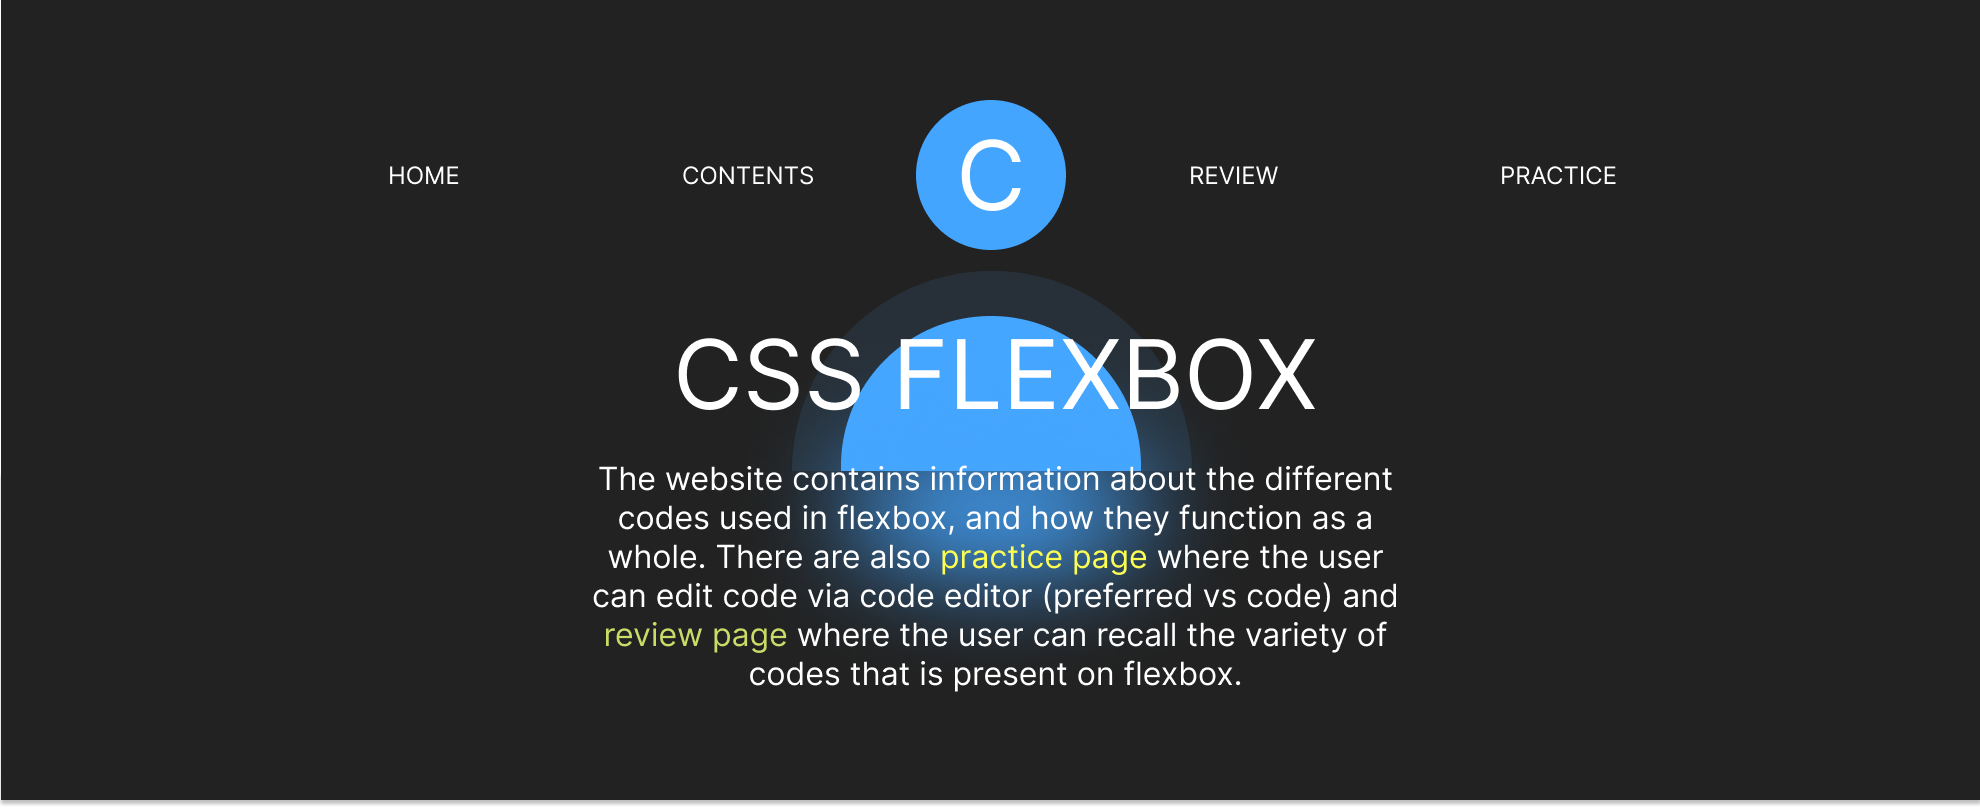 HOME CONTENTS C REVIEW PRACTICE
CSS FLEXBOX
The website contains information about the different
codes used in flexbox, and how they function as a
whole. There are also practice page where the user
can edit code via code editor (preferred vs code) and
review page where the user can recall the variety of
codes that is present on flexbox.